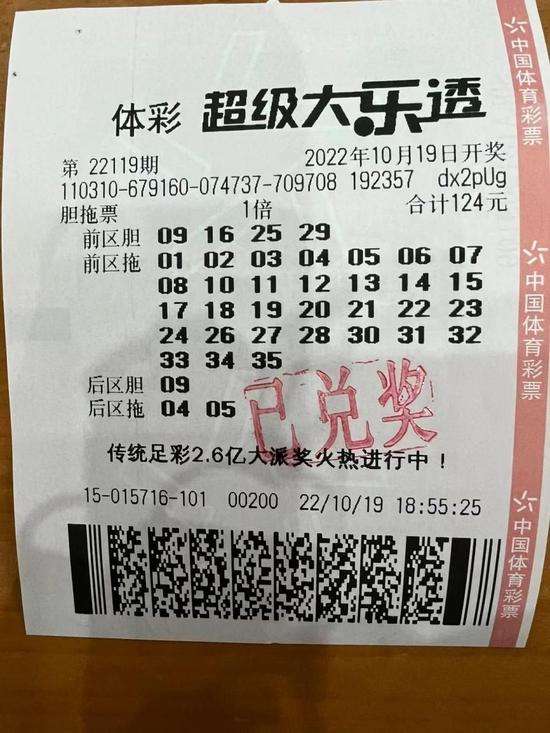 体彩 超级大乐透
第 22119期 2022年10月19日开奖
110310-679160-074737-709708 192357 dx2pUg
胆拖票 1倍 合计124元
前区胆 09 16 25 29
前区拖 01 02 03 04 05 06 07
08 10 11 12 13 14 15
17 18 19 20 21 22 23
24 26 27 28 30 31 32
33 34 35
后区胆 09
后区拖 04 05
已兑奖
传统足彩2.6亿大派奖火热进行中！
15-015716-101 00200 22/10/19 18:55:25
中国体育彩票
中国体育彩票
中国体育彩票